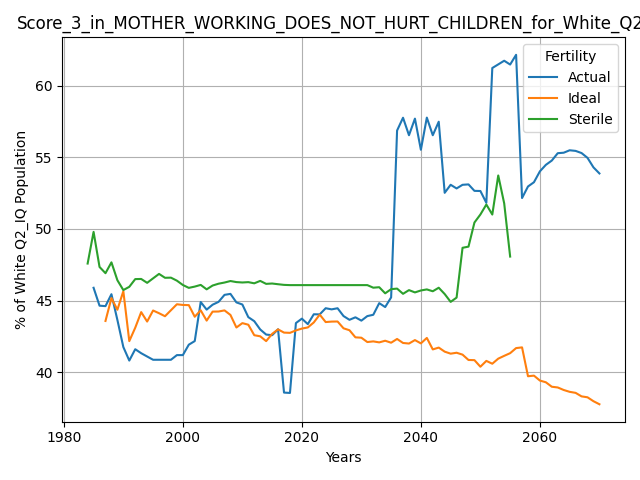 Score_3_in_MOTHER_WORKING_DOES_NOT_HURT_CHILDREN_for_White_Q2
Fertility
Actual
Ideal
Sterile
% of White Q2_IQ Population
60
55
50
45
40
1980
2000
2020
2040
2060
Years